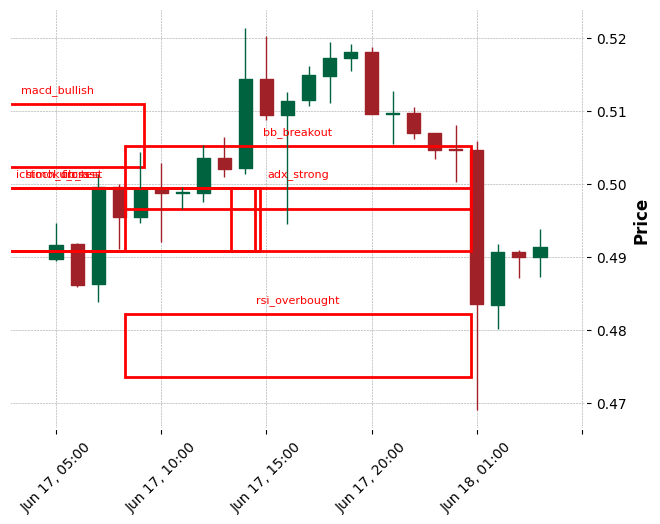 macd_bullish
bb_breakout
adx_strong
rsi_overbought
0.52
0.51
0.50
0.49
0.48
0.47
Price
Jun 17, 05:00
Jun 17, 10:00
Jun 17, 15:00
Jun 17, 20:00
Jun 18, 01:00